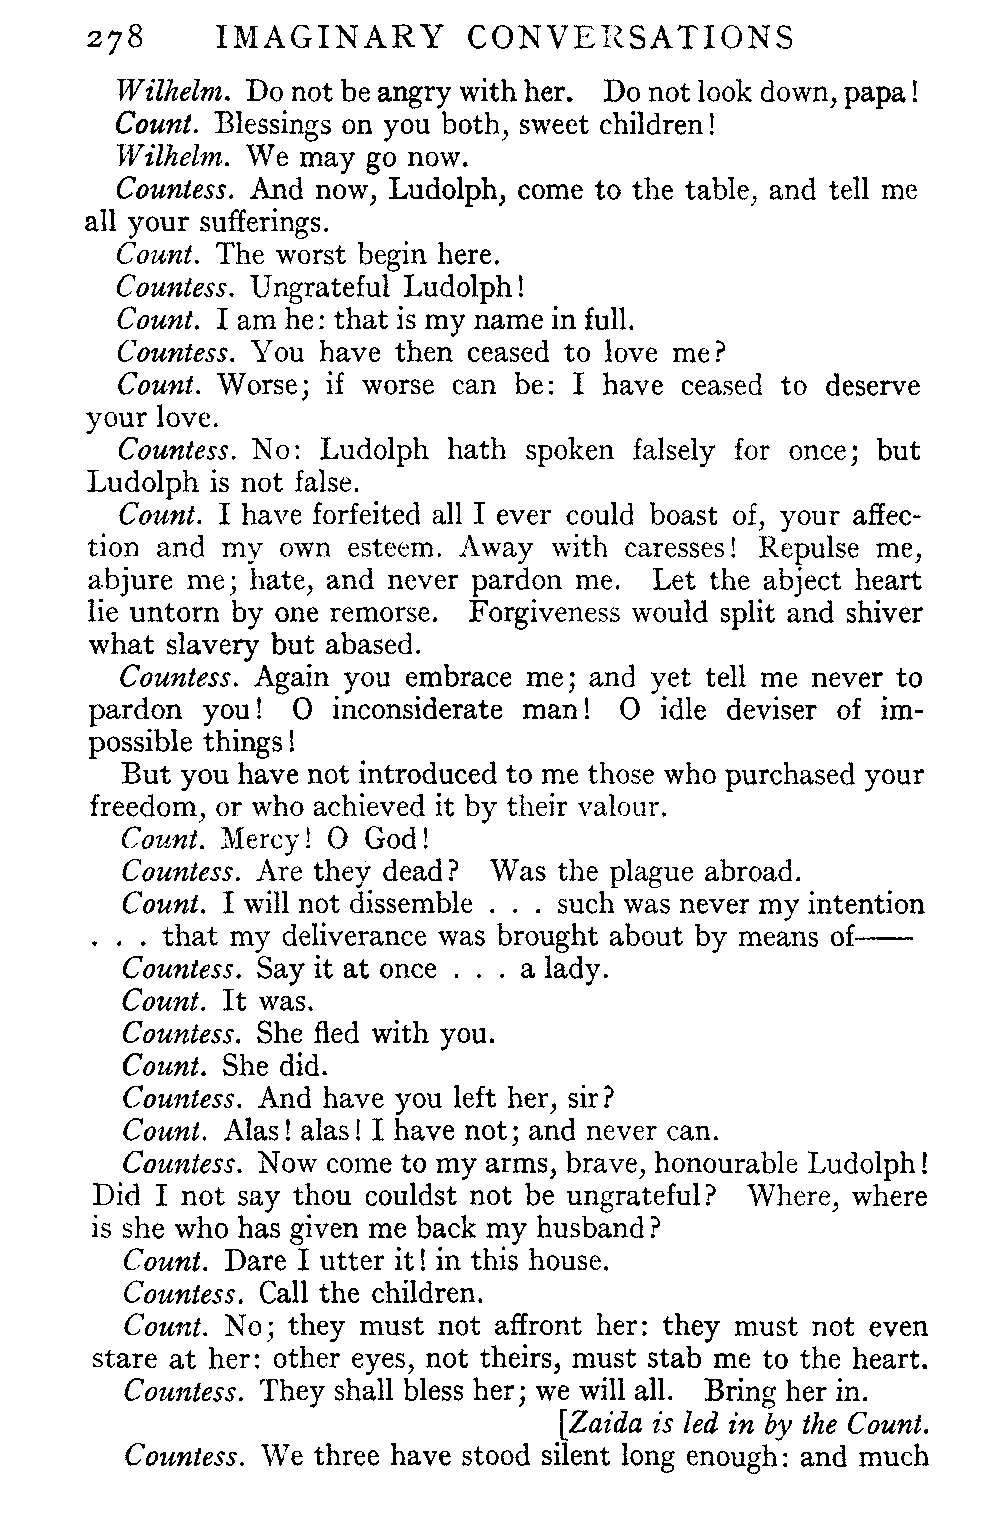 278 IMAGINARY CONVERSATIONS
Wilhelm. Do not be angry with her. Do not look down, papa!
Count. Blessings on you both, sweet children!
Wilhelm. We may go now.
Countess. And now, Ludolph, come to the table, and tell me
all your sufferings.
Count. The worst begin here.
Countess. Ungrateful Ludolph!
Count. I am he: that is my name in full.
Countess. You have then ceased to love me?
Count. Worse; if worse can be: I have ceased to deserve
your love.
Countess. No: Ludolph hath spoken falsely for once; but
Ludolph is not false.
Count. I have forfeited all I ever could boast of, your affec-
tion and my own esteem. Away with caresses! Repulse me,
abjure me; hate, and never pardon me. Let the abject heart
lie untorn by one remorse. Forgiveness would split and shiver
what slavery but abased.
Countess. Again you embrace me; and yet tell me never to
pardon you! O inconsiderate man! O idle deviser of im-
possible things!
But you have not introduced to me those who purchased your
freedom, or who achieved it by their valour.
Count. Mercy! O God!
Countess. Are they dead? Was the plague abroad.
Count. I will not dissemble . . . such was never my intention
. . . that my deliverance was brought about by means of——
Countess. Say it at once . . . a lady.
Count. It was.
Countess. She fled with you.
Count. She did.
Countess. And have you left her, sir?
Count. Alas! alas! I have not; and never can.
Countess. Now come to my arms, brave, honourable Ludolph!
Did I not say thou couldst not be ungrateful? Where, where
is she who has given me back my husband?
Count. Dare I utter it! in this house.
Countess. Call the children.
Count. No; they must not affront her: they must not even
stare at her: other eyes, not theirs, must stab me to the heart.
Countess. They shall bless her; we will all. Bring her in.
[Zaida is led in by the Count.
Countess. We three have stood silent long enough: and much